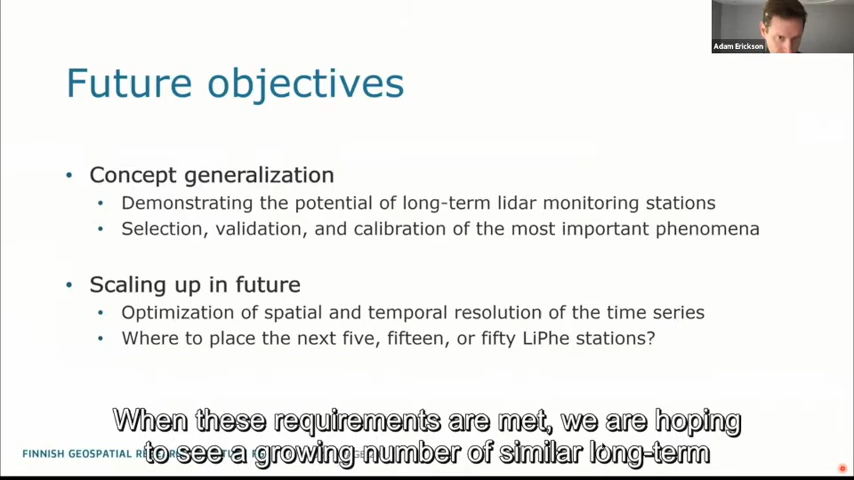 Adam Erickson
Future objectives
• Concept generalization
• Demonstrating the potential of long-term lidar monitoring stations
• Selection, validation, and calibration of the most important phenomena
• Scaling up in future
• Optimization of spatial and temporal resolution of the time series
• Where to place the next five, fifteen, or fifty LiPhe stations?
When these requirements are met, we are hoping
to see a growing number of similar long-term
FINNISH GEOSPATIAL